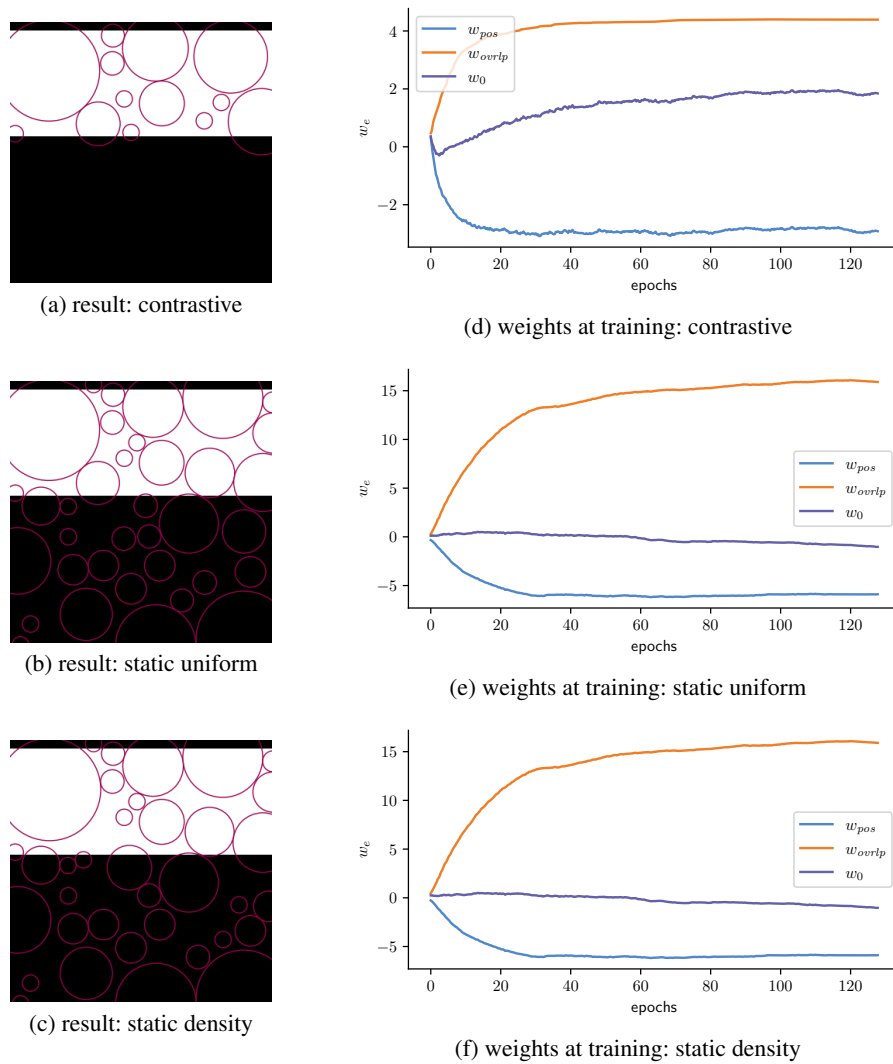 (a) result: contrastive
4
2
0
−2
w_e
w_pos
w_ovrlp
w_0
0 20 40 60 80 100 120
epochs
(d) weights at training: contrastive
(b) result: static uniform
15
10
5
0
−5
w_e
w_pos
w_ovrlp
w_0
0 20 40 60 80 100 120
epochs
(e) weights at training: static uniform
(c) result: static density
15
10
5
0
−5
w_e
w_pos
w_ovrlp
w_0
0 20 40 60 80 100 120
epochs
(f) weights at training: static density